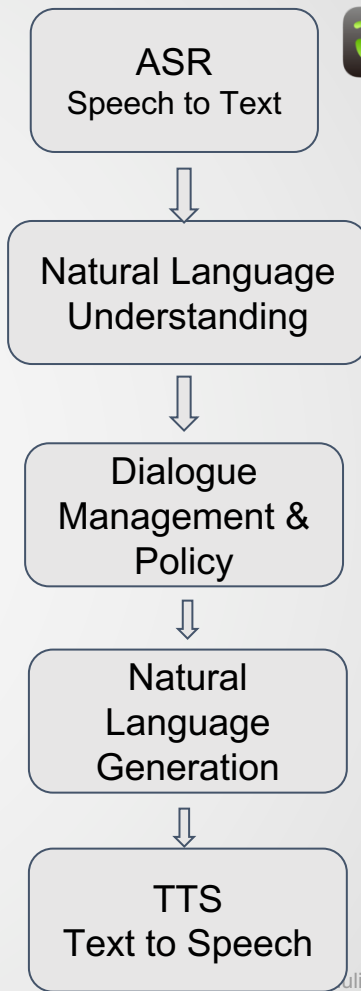 ASR
Speech to Text
Natural Language
Understanding
Dialogue
Management &
Policy
Natural
Language
Generation
TTS
Text to Speech